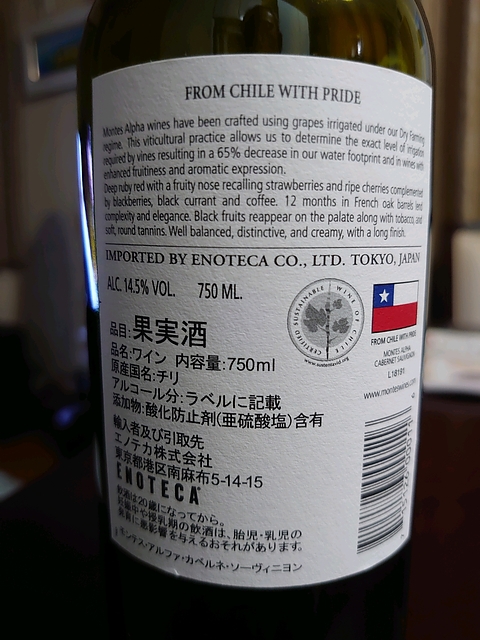 FROM CHILE WITH PRIDE
Montes Alpha wines have been crafted using grapes irrigated under our Dry Farming
regime. This viticultural practice allows us to determine the exact level of irrigation
required by vines resulting in a 65% decrease in our water footprint and in wines with
enhanced fruitiness and aromatic expression.
Deep ruby red with a fruity nose recalling strawberries and ripe cherries complemented
by blackberries, black currant and coffee. 12 months in French oak barrels lend
complexity and elegance. Black fruits reappear on the palate along with tobacco, and
soft, round tannins. Well balanced, distinctive, and creamy, with a long finish.
IMPORTED BY ENOTECA CO., LTD. TOKYO, JAPAN
ALC. 14.5% VOL. 750 ML.
CERTIFIED SUSTAINABLE WINE OF CHILE
FROM CHILE WITH PRIDE
MONTES ALPHA
CABERNET SAUVIGNON
L18191
www.monteswines.com
品目:果実酒
品名:ワイン 内容量:750ml
原産国名:チリ
アルコール分:ラベルに記載
添加物:酸化防止剤(亜硫酸塩)含有
輸入者及び引取先
エノテカ株式会社
東京都港区南麻布5-14-15
ENOTECA
飲酒は20歳になってから。
妊娠中や授乳期の飲酒は、胎児・乳児の
発育に悪影響を与えるおそれがあります。
モンテス・アルファ・カベルネ・ソーヴィニヨン